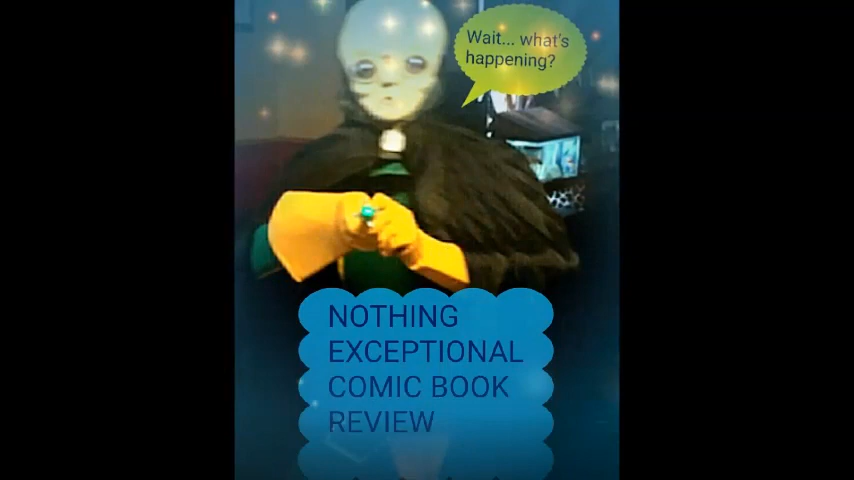 Wait... what's
happening?
NOTHING
EXCEPTIONAL
COMIC BOOK
REVIEW